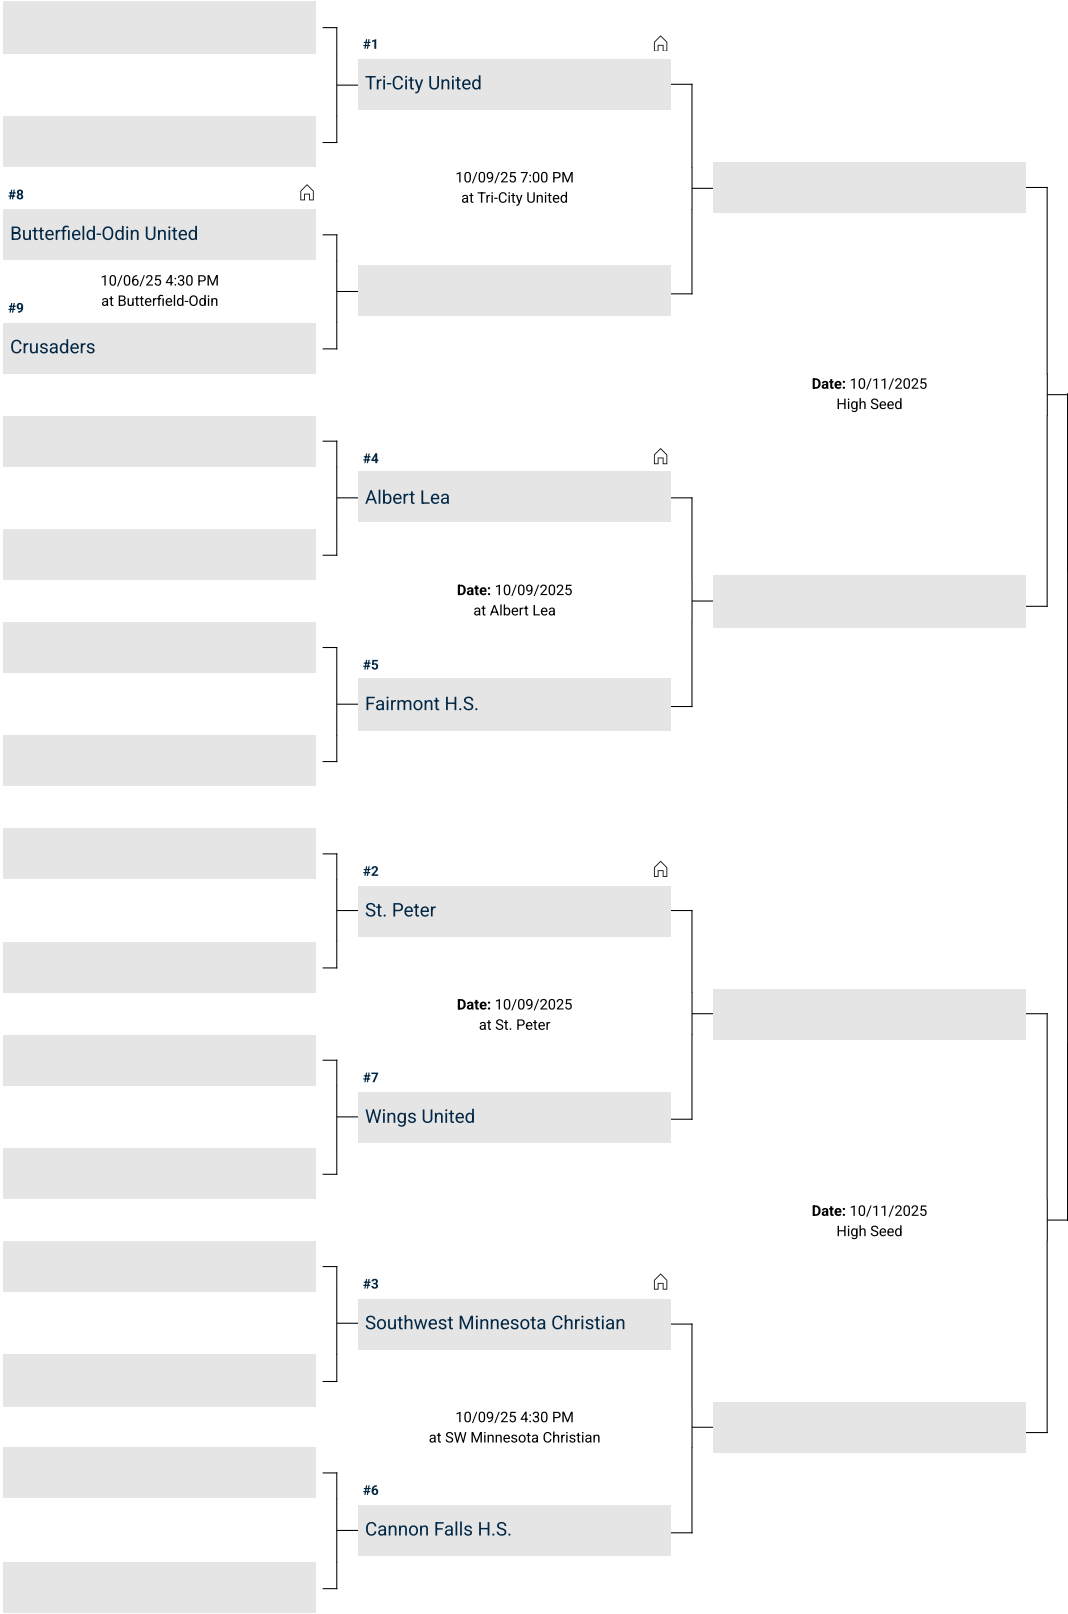 #1
Tri-City United
10/09/25 7:00 PM
at Tri-City United
#8
Butterfield-Odin United
10/06/25 4:30 PM
at Butterfield-Odin
#9
Crusaders
Date: 10/11/2025
High Seed
#4
Albert Lea
Date: 10/09/2025
at Albert Lea
#5
Fairmont H.S.
#2
St. Peter
Date: 10/09/2025
at St. Peter
#7
Wings United
Date: 10/11/2025
High Seed
#3
Southwest Minnesota Christian
10/09/25 4:30 PM
at SW Minnesota Christian
#6
Cannon Falls H.S.